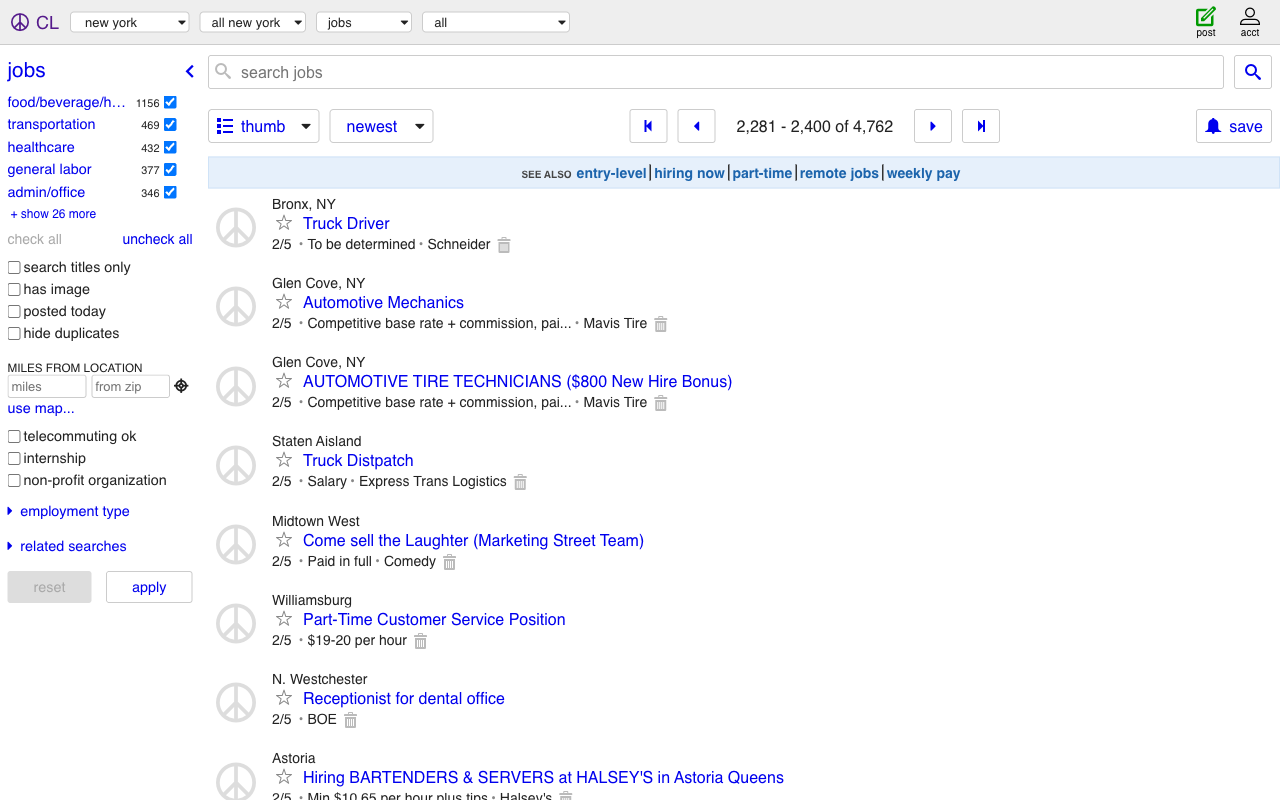 CL new york all new york jobs all post acct
jobs
food/beverage/h... 1156
transportation 469
healthcare 432
general labor 377
admin/office 346
+ show 26 more
check all uncheck all
search titles only
has image
posted today
hide duplicates
MILES FROM LOCATION
miles from zip
use map...
telecommuting ok
internship
non-profit organization
employment type
related searches
reset apply
search jobs
thumb newest 2,281 - 2,400 of 4,762 save
SEE ALSO entry-level hiring now part-time remote jobs weekly pay
Bronx, NY
Truck Driver
2/5 • To be determined • Schneider
Glen Cove, NY
Automotive Mechanics
2/5 • Competitive base rate + commission, pai... • Mavis Tire
Glen Cove, NY
AUTOMOTIVE TIRE TECHNICIANS ($800 New Hire Bonus)
2/5 • Competitive base rate + commission, pai... • Mavis Tire
Staten Aisland
Truck Distpatch
2/5 • Salary • Express Trans Logistics
Midtown West
Come sell the Laughter (Marketing Street Team)
2/5 • Paid in full • Comedy
Williamsburg
Part-Time Customer Service Position
2/5 • $19-20 per hour
N. Westchester
Receptionist for dental office
2/5 • BOE
Astoria
Hiring BARTENDERS & SERVERS at HALSEY'S in Astoria Queens
2/5 • Min $10.65 per hour plus tips • Halsey's